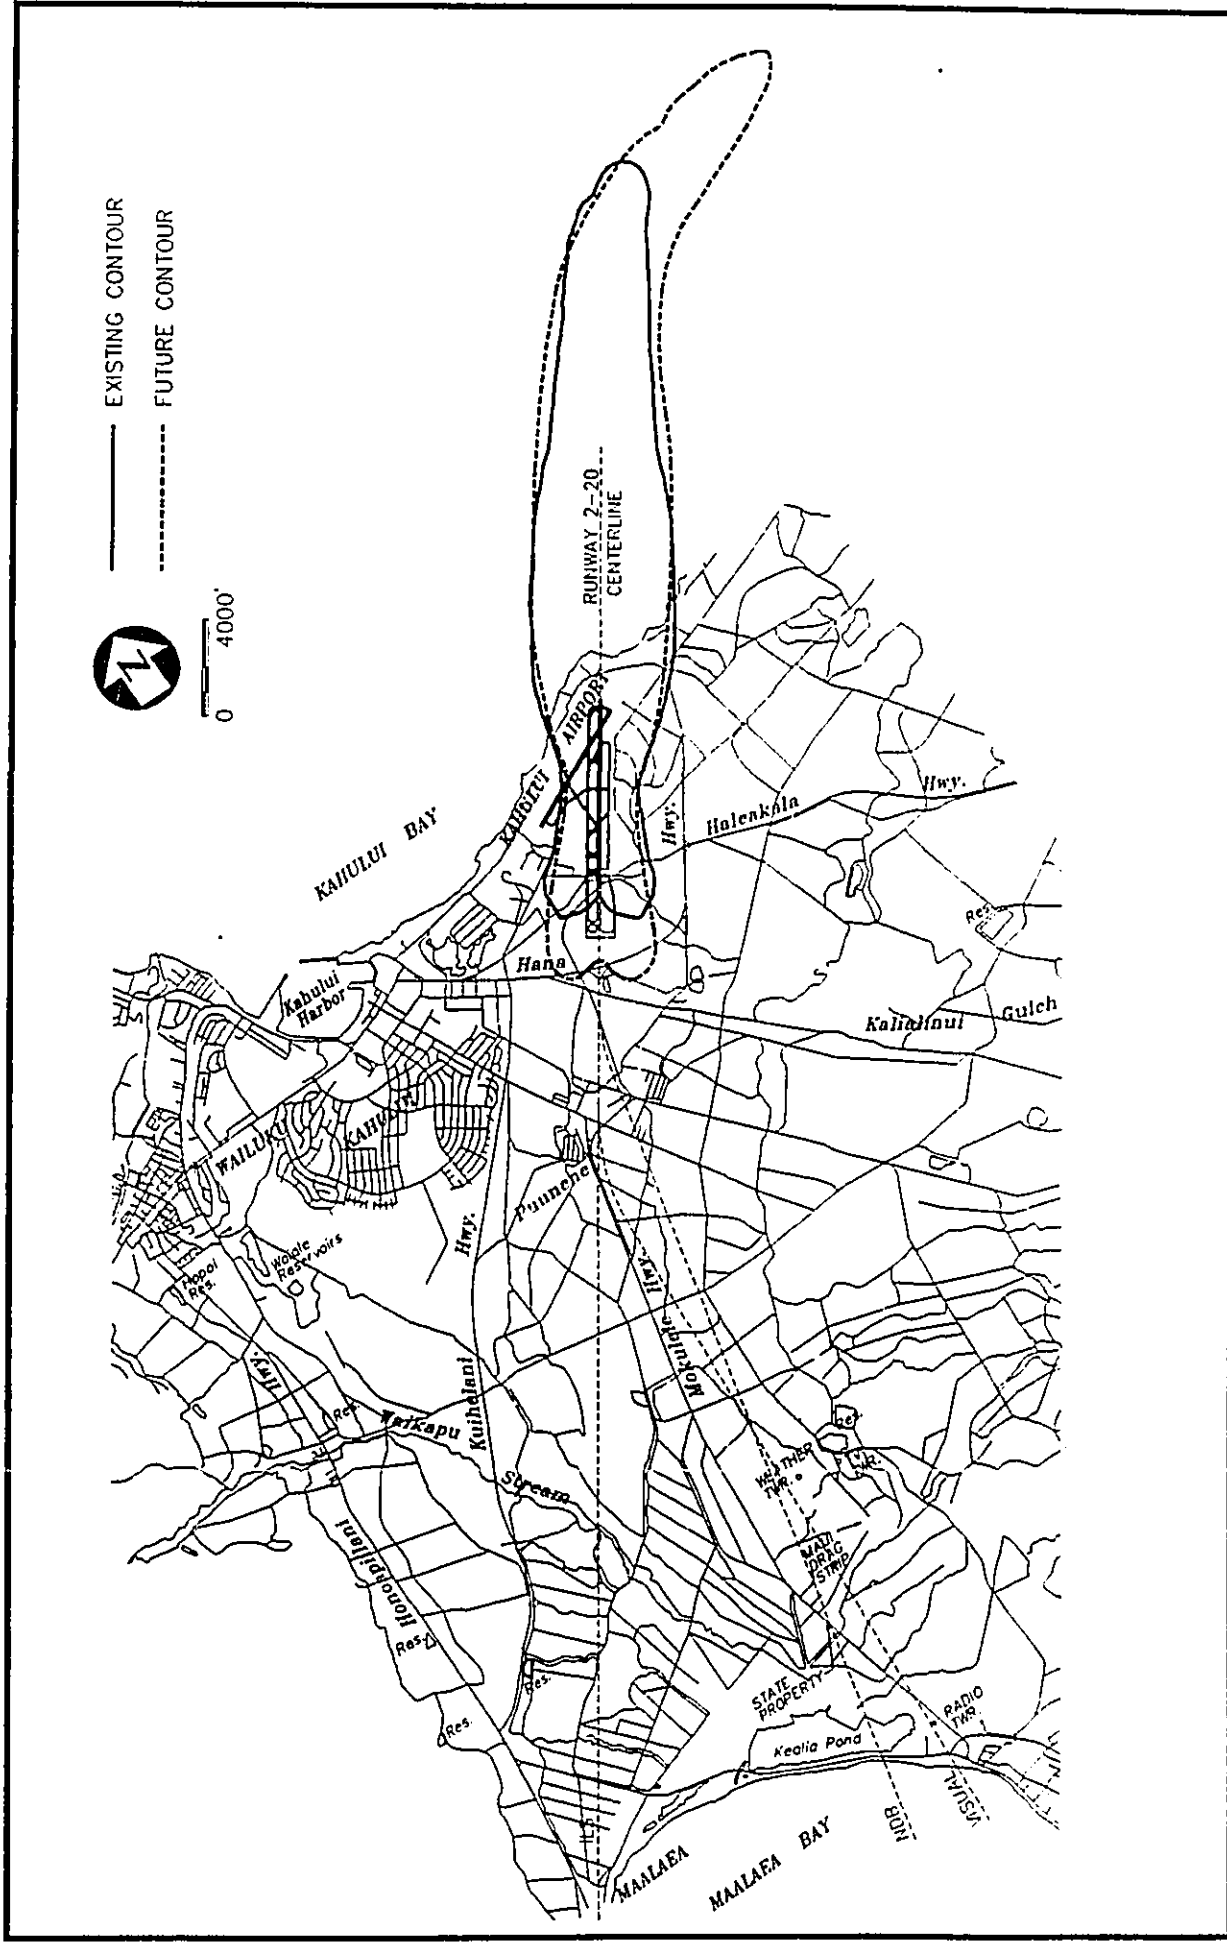 EXISTING CONTOUR
FUTURE CONTOUR
N
0 4000'
RUNWAY 2-20
CENTERLINE
KAHULUI AIRPORT
KAHULUI BAY
Hwy.
Haleakala
Hwy.
Res.
Hana
Kahului
Harbor
Kalialinui Gulch
WAILUKU
KAHULUI
Puunene
Hwy.
Hwy.
Mokulele
Waiale
Reservoirs
Hopoi
Res.
Hwy.
Res.
Waikapu
Stream
Kuihelani
Honoapiilani
Res.
Res.
Res.
WEATHER
TWR.
Res.
T.V.
TWR.
MAUI
DRAG
STRIP
STATE
PROPERTY
RADIO
TWR.
Kealia Pond
ILS
NDB
VISUAL
MAALAEA
MAALAEA BAY